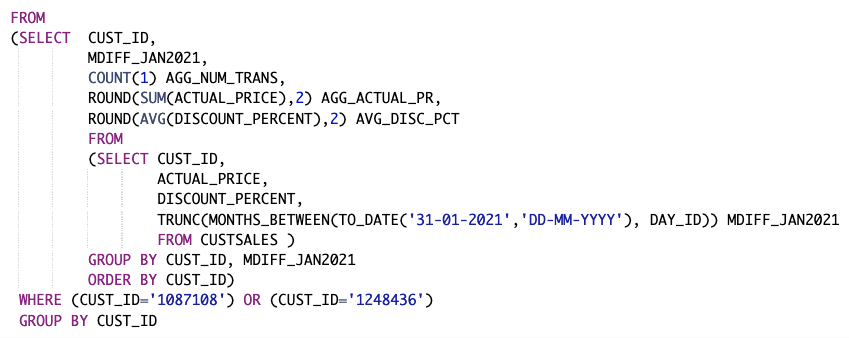 FROM
(SELECT  CUST_ID,
         MDIFF_JAN2021,
         COUNT(1) AGG_NUM_TRANS,
         ROUND(SUM(ACTUAL_PRICE),2) AGG_ACTUAL_PR,
         ROUND(AVG(DISCOUNT_PERCENT),2) AVG_DISC_PCT
         FROM
         (SELECT CUST_ID,
                 ACTUAL_PRICE,
                 DISCOUNT_PERCENT,
                 TRUNC(MONTHS_BETWEEN(TO_DATE('31-01-2021','DD-MM-YYYY'), DAY_ID)) MDIFF_JAN2021
                 FROM CUSTSALES )
         GROUP BY CUST_ID, MDIFF_JAN2021
         ORDER BY CUST_ID)
 WHERE (CUST_ID='1087108') OR (CUST_ID='1248436')
 GROUP BY CUST_ID